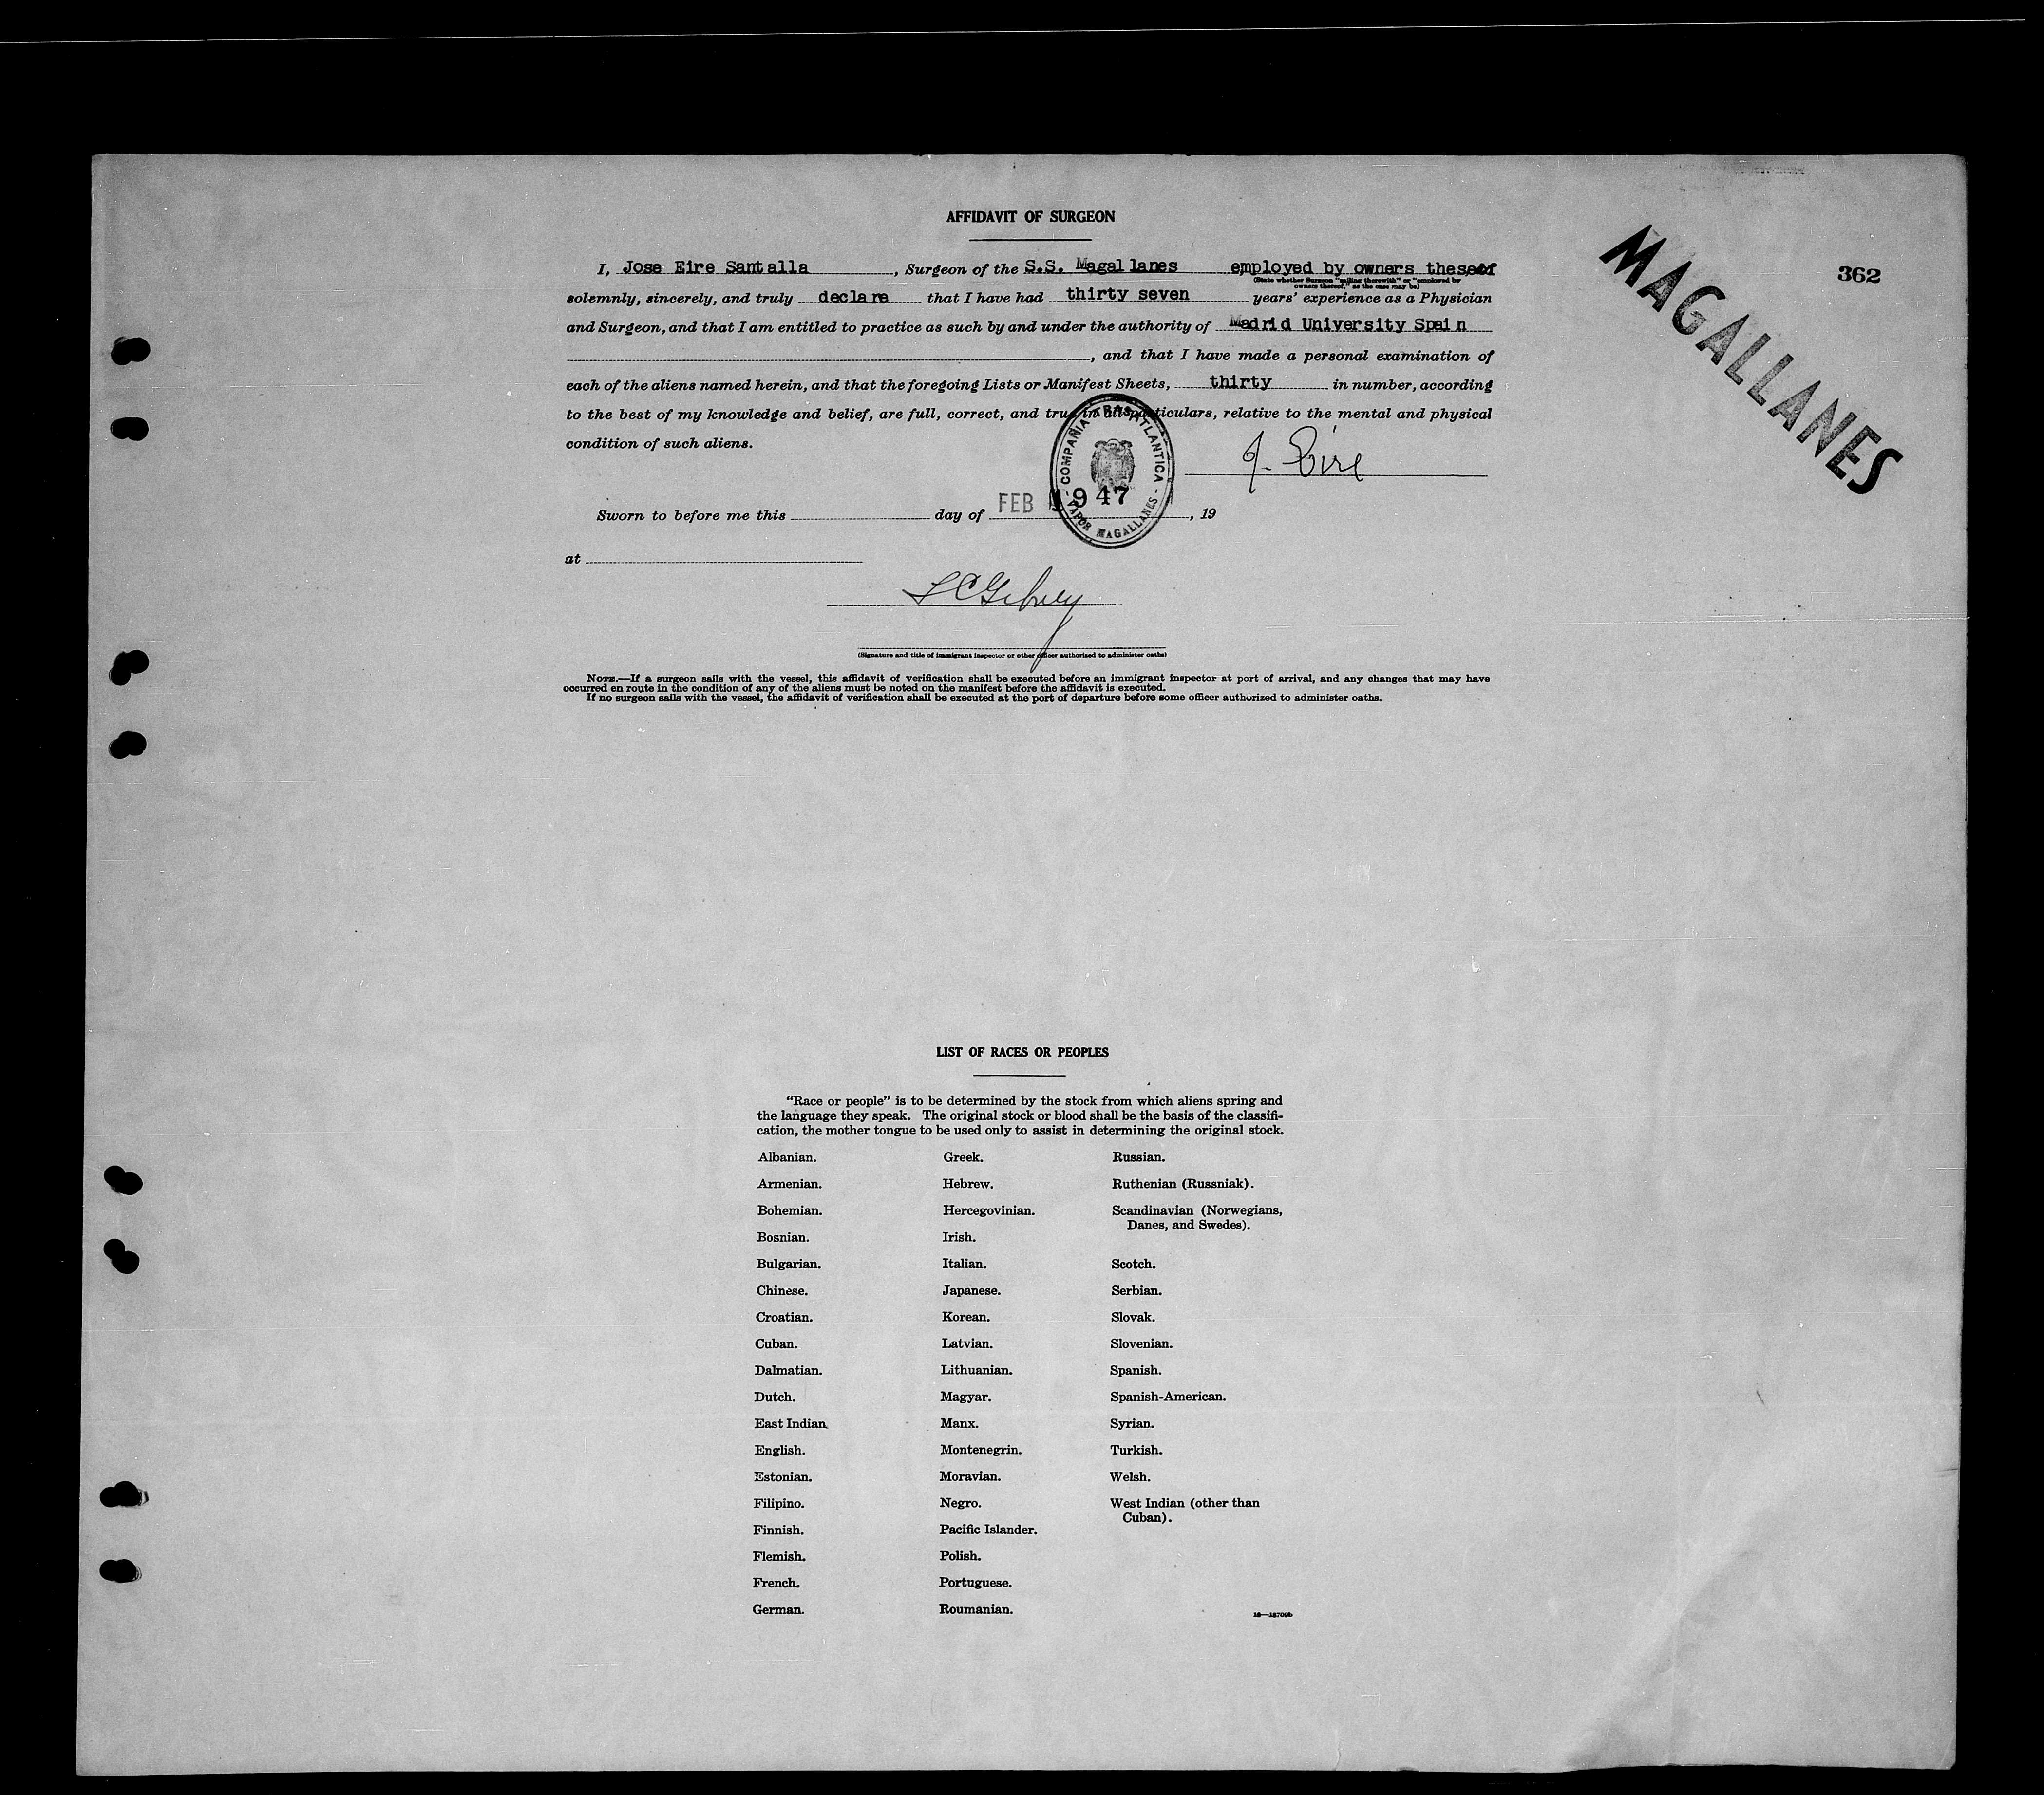 AFFIDAVIT OF SURGEON
MAGALLANES
362
I, Jose Eire Santalla, Surgeon of the S.S. Magallanes employed by owners thereof
(State whether Surgeon "sailing therewith" or "employed by
owners thereof," as the case may be)
solemnly, sincerely, and truly declare that I have had thirty seven years' experience as a Physician
and Surgeon, and that I am entitled to practice as such by and under the authority of Madrid University Spain
, and that I have made a personal examination of
each of the aliens named herein, and that the foregoing Lists or Manifest Sheets, thirty in number, according
to the best of my knowledge and belief, are full, correct, and true in all particulars, relative to the mental and physical
condition of such aliens.
COMPAÑIA TRASATLANTICA
- VAPOR MAGALLANES -
J. Eire
Sworn to before me this day of FEB 1947, 19
at
(Signature and title of immigrant inspector or other officer authorized to administer oaths)
NOTE.—If a surgeon sails with the vessel, this affidavit of verification shall be executed before an immigrant inspector at port of arrival, and any changes that may have
occurred en route in the condition of any of the aliens must be noted on the manifest before the affidavit is executed.
If no surgeon sails with the vessel, the affidavit of verification shall be executed at the port of departure before some officer authorized to administer oaths.
LIST OF RACES OR PEOPLES
"Race or people" is to be determined by the stock from which aliens spring and
the language they speak. The original stock or blood shall be the basis of the classifi-
cation, the mother tongue to be used only to assist in determining the original stock.
Albanian.
Armenian.
Bohemian.
Bosnian.
Bulgarian.
Chinese.
Croatian.
Cuban.
Dalmatian.
Dutch.
East Indian.
English.
Estonian.
Filipino.
Finnish.
Flemish.
French.
German.
Greek.
Hebrew.
Hercegovinian.
Irish.
Italian.
Japanese.
Korean.
Latvian.
Lithuanian.
Magyar.
Manx.
Montenegrin.
Moravian.
Negro.
Pacific Islander.
Polish.
Portuguese.
Roumanian.
Russian.
Ruthenian (Russniak).
Scandinavian (Norwegians,
Danes, and Swedes).
Scotch.
Serbian.
Slovak.
Slovenian.
Spanish.
Spanish-American.
Syrian.
Turkish.
Welsh.
West Indian (other than
Cuban).